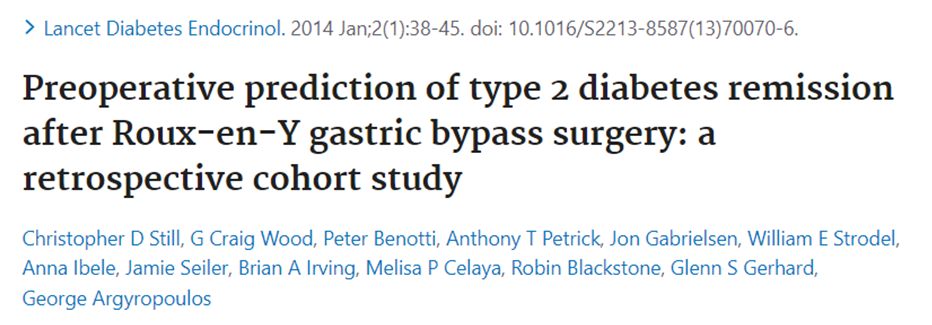 > Lancet Diabetes Endocrinol. 2014 Jan;2(1):38-45. doi: 10.1016/S2213-8587(13)70070-6.
Preoperative prediction of type 2 diabetes remission
after Roux-en-Y gastric bypass surgery: a
retrospective cohort study
Christopher D Still, G Craig Wood, Peter Benotti, Anthony T Petrick, Jon Gabrielsen, William E Strodel,
Anna Ibele, Jamie Seiler, Brian A Irving, Melisa P Celaya, Robin Blackstone, Glenn S Gerhard,
George Argyropoulos